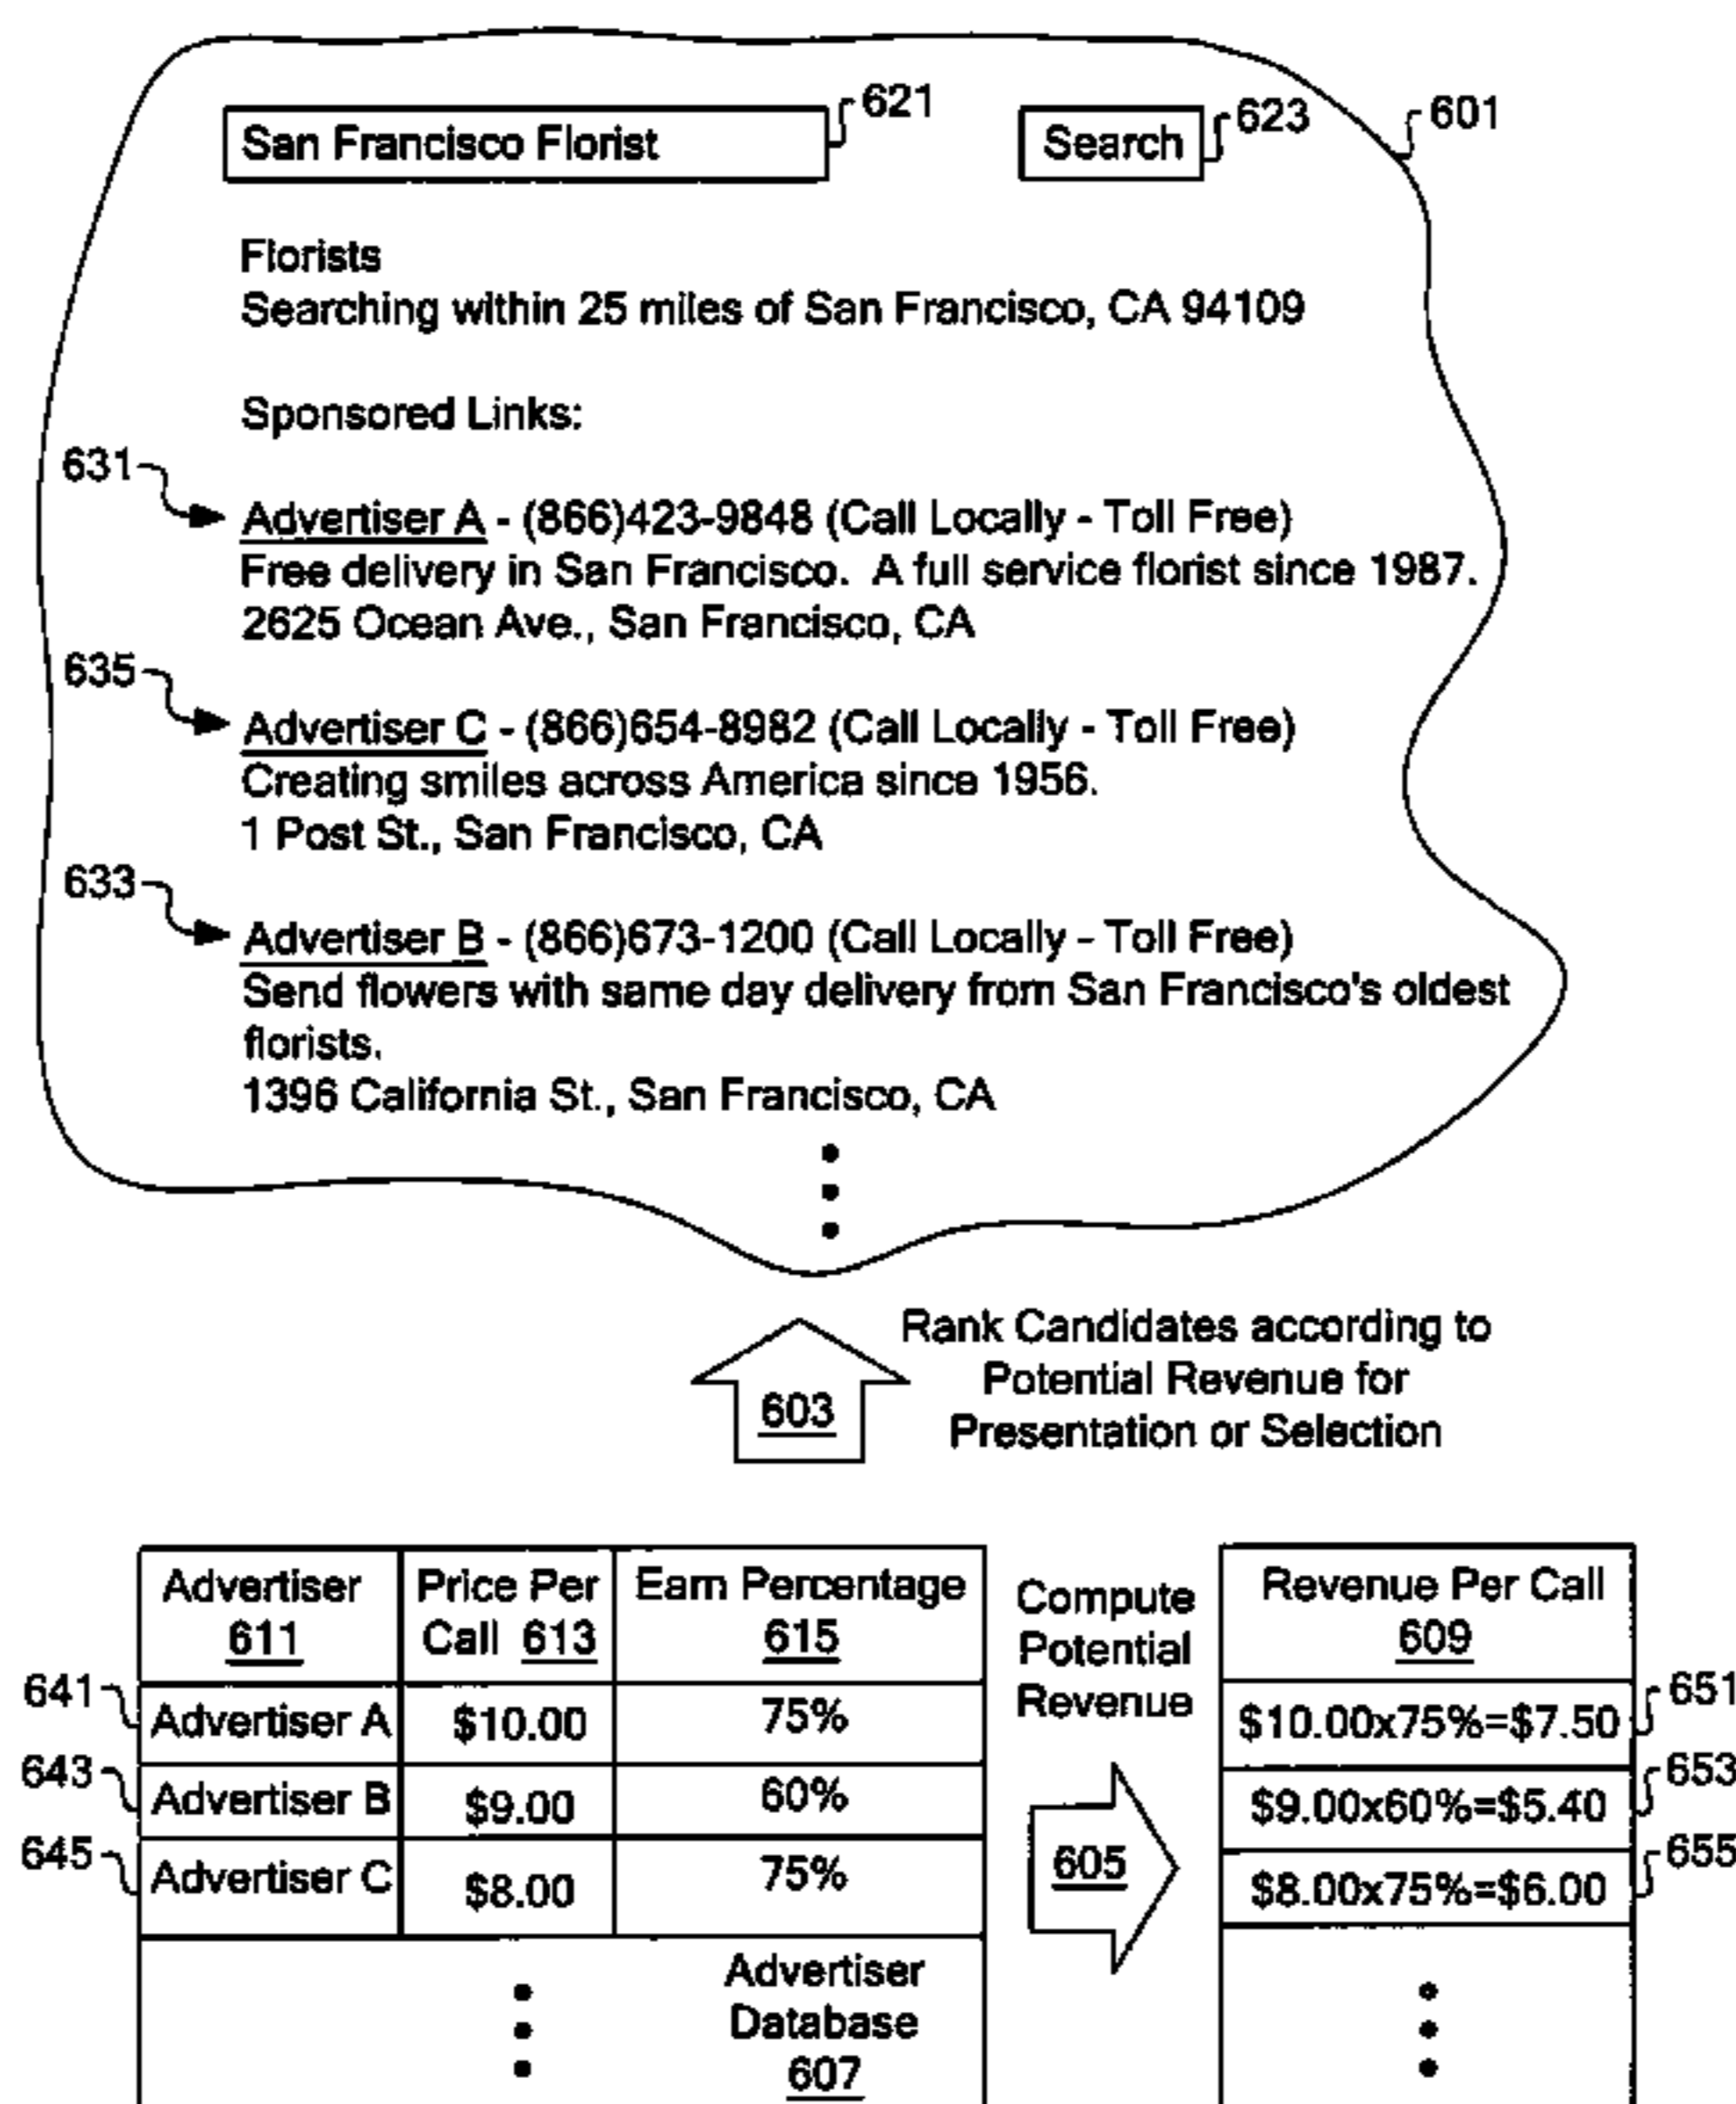 San Francisco Florist 621 Search 623 601
Florists
Searching within 25 miles of San Francisco, CA 94109
Sponsored Links:
631
Advertiser A - (866)423-9848 (Call Locally - Toll Free)
Free delivery in San Francisco. A full service florist since 1987.
2625 Ocean Ave., San Francisco, CA
635
Advertiser C - (866)654-8982 (Call Locally - Toll Free)
Creating smiles across America since 1956.
1 Post St., San Francisco, CA
633
Advertiser B - (866)673-1200 (Call Locally - Toll Free)
Send flowers with same day delivery from San Francisco's oldest
florists.
1396 California St., San Francisco, CA
Rank Candidates according to
Potential Revenue for
Presentation or Selection
603
Advertiser Price Per Earn Percentage
611 Call 613 615
641 Advertiser A $10.00 75%
643 Advertiser B $9.00 60%
645 Advertiser C $8.00 75%
Advertiser
Database
607
Compute
Potential
Revenue
605
Revenue Per Call
609
$10.00x75%=$7.50 651
$9.00x60%=$5.40 653
$8.00x75%=$6.00 655